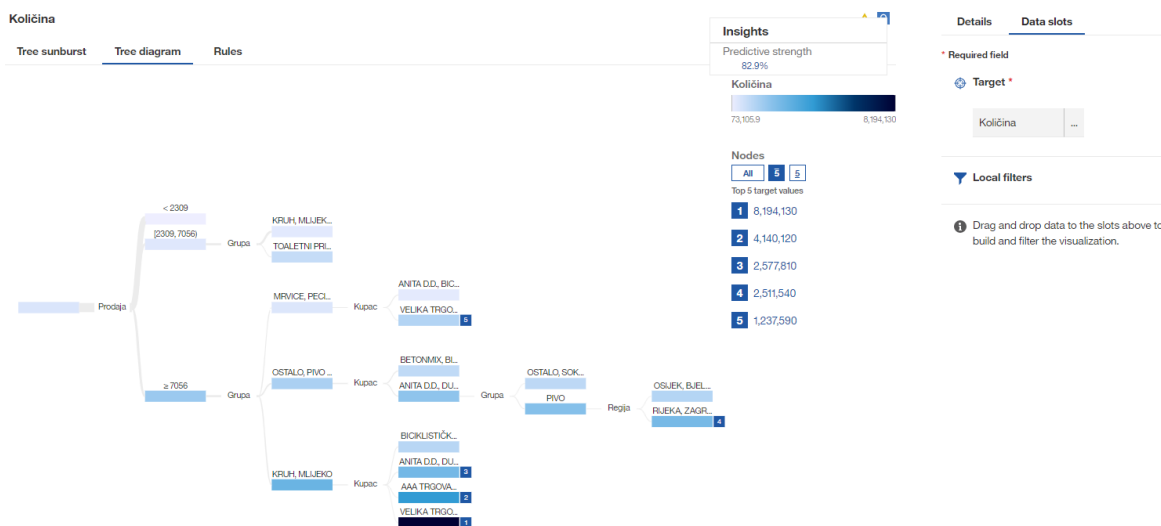 Količina
Tree sunburst
Tree diagram
Rules
Insights
Predictive strength
82.9%
Količina
73,105.9
8,194,130
Nodes
All
5
5
Top 5 target values
1 8,194,130
2 4,140,120
3 2,577,810
4 2,511,540
5 1,237,590
Prodaja
< 2309
[2309, 7056)
Grupa
KRUH, MLIJEK...
TOALETNI PRI...
≥ 7056
Grupa
MRVICE, PECI...
Kupac
ANITA D.D., BIC...
VELIKA TRGO...
5
OSTALO, PIVO ...
Kupac
BETONMIX, BI...
ANITA D.D., DU...
Grupa
OSTALO, SOK...
PIVO
Regija
OSIJEK, BJEL...
RIJEKA, ZAGR...
4
KRUH, MLIJEKO
Kupac
BICIKLISTIČK...
ANITA D.D., DU...
3
AAA TRGOVA...
2
VELIKA TRGO...
1
Details
Data slots
* Required field
Target *
Količina
...
Local filters
Drag and drop data to the slots above to
build and filter the visualization.